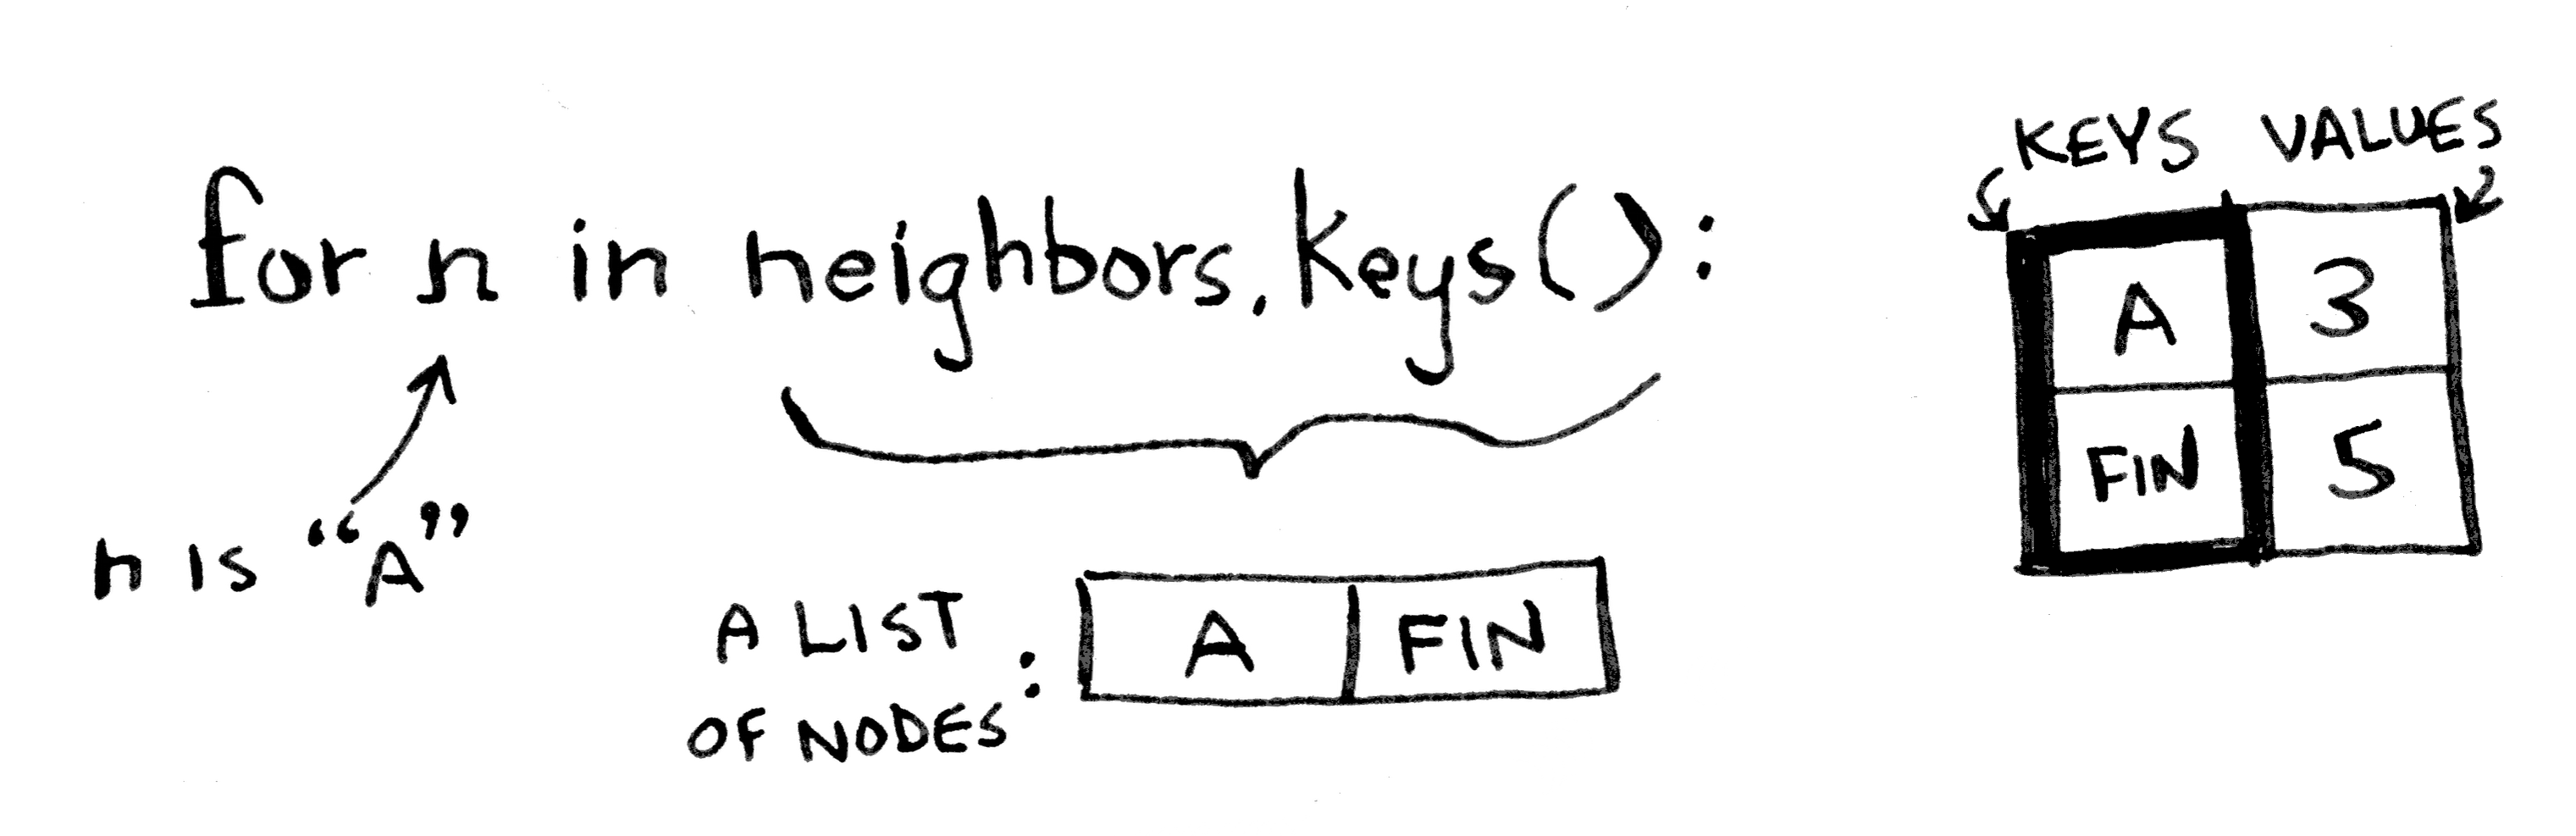 for n in neighbors.keys():
n is “A”
A LIST
OF NODES:
A FIN
KEYS VALUES
A 3
FIN 5